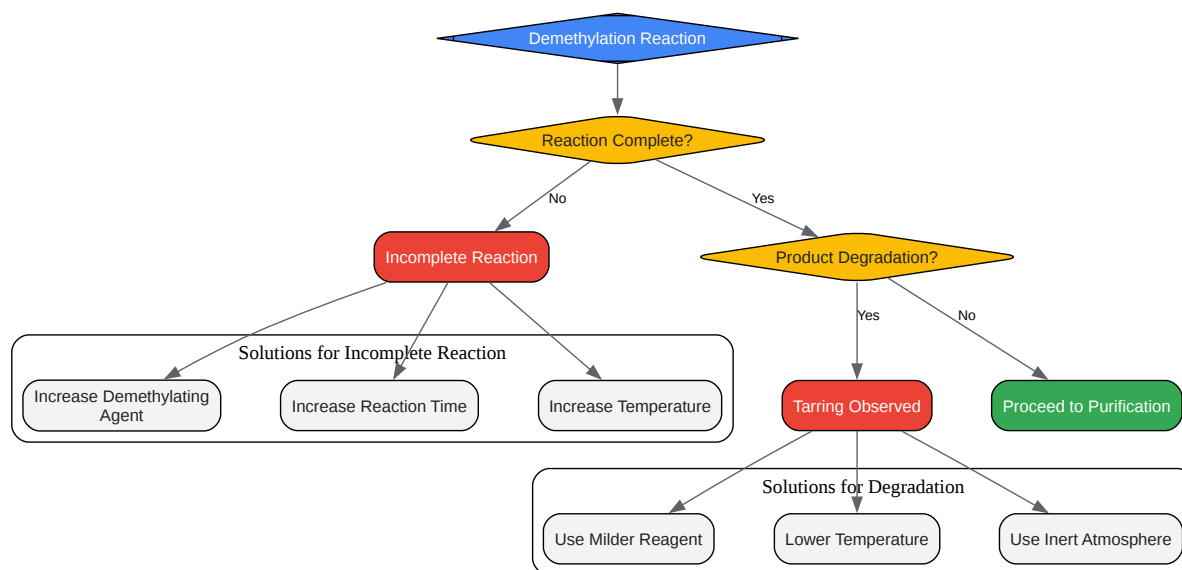 Demethylation Reaction
Reaction Complete?
No
Yes
Incomplete Reaction
Product Degradation?
Yes
No
Solutions for Incomplete Reaction
Increase Demethylating
Agent
Increase Reaction Time
Increase Temperature
Tarring Observed
Proceed to Purification
Solutions for Degradation
Use Milder Reagent
Lower Temperature
Use Inert Atmosphere